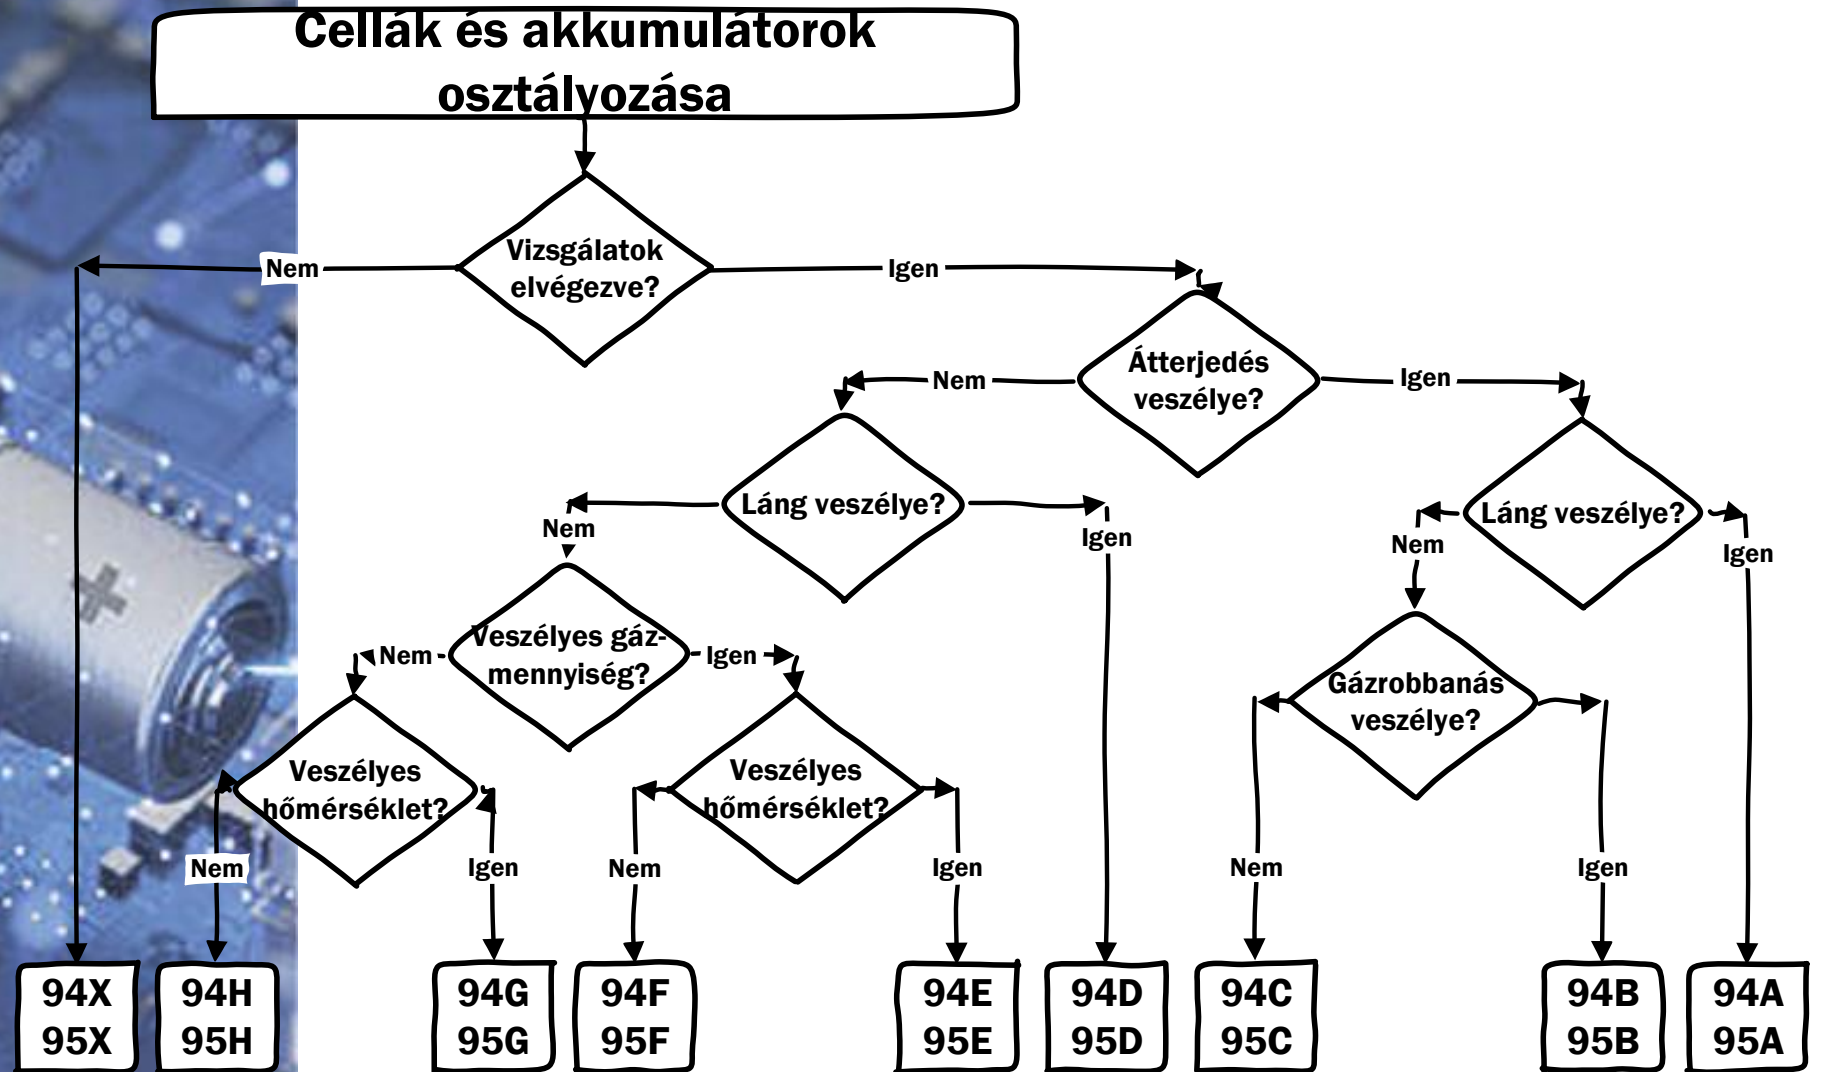 Cellák és akkumulátorok
osztályozása
Vizsgálatok
elvégezve?
Nem
Igen
Átterjedés
veszélye?
Nem
Igen
Láng veszélye?
Nem
Igen
Láng veszélye?
Nem
Igen
Veszélyes gáz-
mennyiség?
Nem
Igen
Gázrobbanás
veszélye?
Veszélyes
hőmérséklet?
Veszélyes
hőmérséklet?
Nem
Igen
Nem
Igen
Nem
Igen
94X
95X
94H
95H
94G
95G
94F
95F
94E
95E
94D
95D
94C
95C
94B
95B
94A
95A